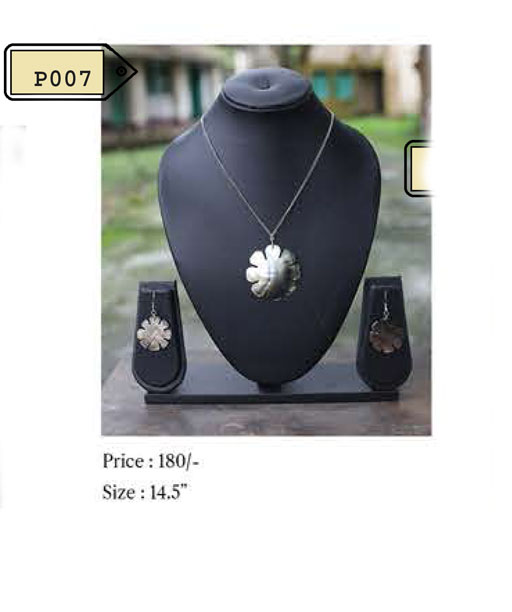 P007
Price : 180/-
Size : 14.5”